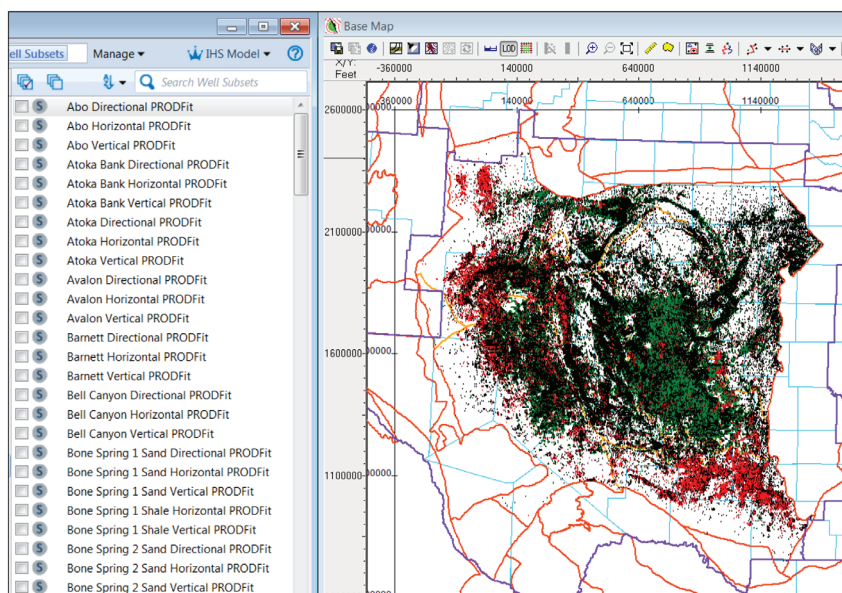 ell Subsets
Manage
IHS Model
?
Search Well Subsets
S Abo Directional PRODFit
S Abo Horizontal PRODFit
S Abo Vertical PRODFit
S Atoka Bank Directional PRODFit
S Atoka Bank Horizontal PRODFit
S Atoka Bank Vertical PRODFit
S Atoka Directional PRODFit
S Atoka Horizontal PRODFit
S Atoka Vertical PRODFit
S Avalon Directional PRODFit
S Avalon Horizontal PRODFit
S Avalon Vertical PRODFit
S Barnett Directional PRODFit
S Barnett Horizontal PRODFit
S Barnett Vertical PRODFit
S Bell Canyon Directional PRODFit
S Bell Canyon Horizontal PRODFit
S Bell Canyon Vertical PRODFit
S Bone Spring 1 Sand Directional PRODFit
S Bone Spring 1 Sand Horizontal PRODFit
S Bone Spring 1 Sand Vertical PRODFit
S Bone Spring 1 Shale Horizontal PRODFit
S Bone Spring 1 Shale Vertical PRODFit
S Bone Spring 2 Sand Directional PRODFit
S Bone Spring 2 Sand Horizontal PRODFit
S Bone Spring 2 Sand Vertical PRODFit
Base Map
LOD
X/Y:
Feet
-360000 140000 640000 1140000
360000 140000 640000 1140000
2600000
2100000 00000
1600000 00000
1100000 00000